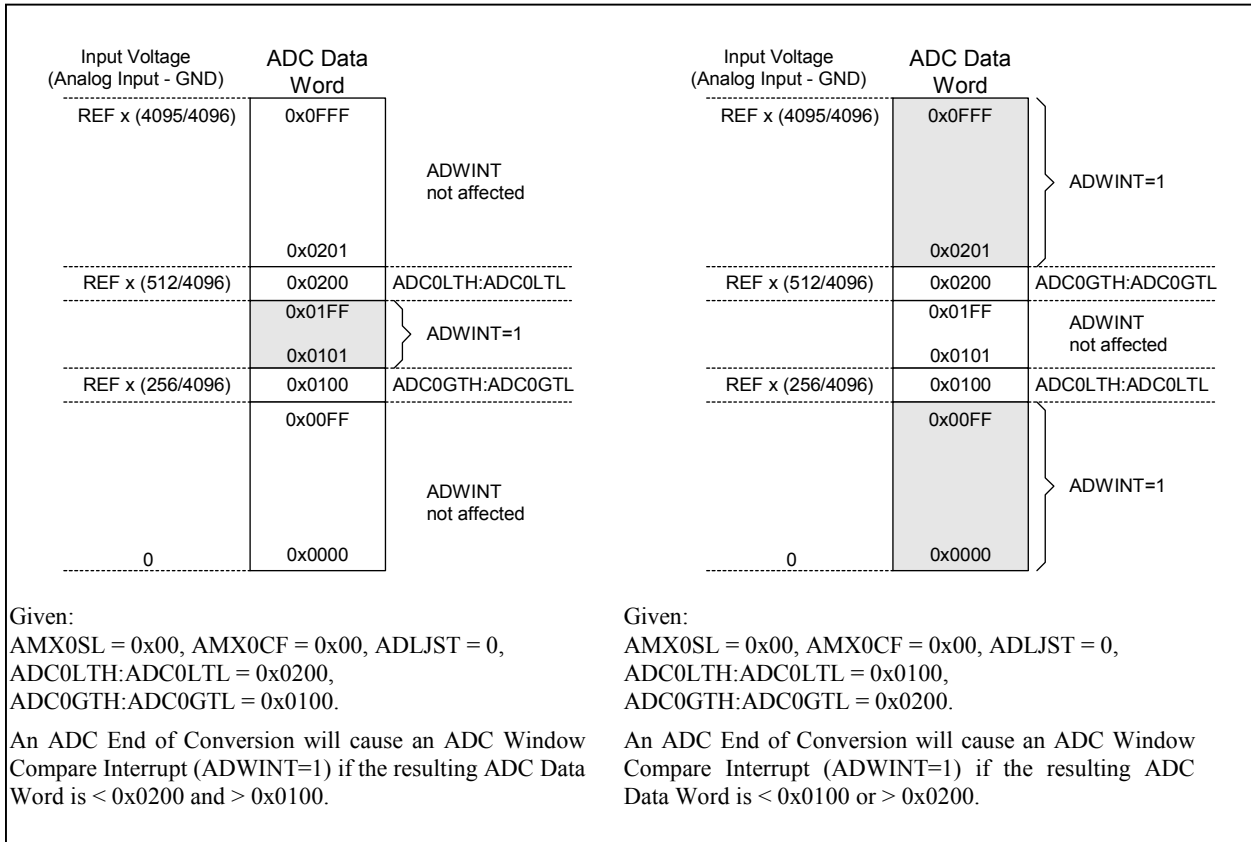 Input Voltage
(Analog Input - GND)
ADC Data
Word
REF x (4095/4096)
0x0FFF
ADWINT
not affected
0x0201
REF x (512/4096)
0x0200
ADC0LTH:ADC0LTL
0x01FF
ADWINT=1
0x0101
REF x (256/4096)
0x0100
ADC0GTH:ADC0GTL
0x00FF
ADWINT
not affected
0
0x0000
Given:
AMX0SL = 0x00, AMX0CF = 0x00, ADLJST = 0,
ADC0LTH:ADC0LTL = 0x0200,
ADC0GTH:ADC0GTL = 0x0100.
An ADC End of Conversion will cause an ADC Window
Compare Interrupt (ADWINT=1) if the resulting ADC Data
Word is < 0x0200 and > 0x0100.
Input Voltage
(Analog Input - GND)
ADC Data
Word
REF x (4095/4096)
0x0FFF
ADWINT=1
0x0201
REF x (512/4096)
0x0200
ADC0GTH:ADC0GTL
0x01FF
ADWINT
not affected
0x0101
REF x (256/4096)
0x0100
ADC0LTH:ADC0LTL
0x00FF
ADWINT=1
0
0x0000
Given:
AMX0SL = 0x00, AMX0CF = 0x00, ADLJST = 0,
ADC0LTH:ADC0LTL = 0x0100,
ADC0GTH:ADC0GTL = 0x0200.
An ADC End of Conversion will cause an ADC Window
Compare Interrupt (ADWINT=1) if the resulting ADC
Data Word is < 0x0100 or > 0x0200.